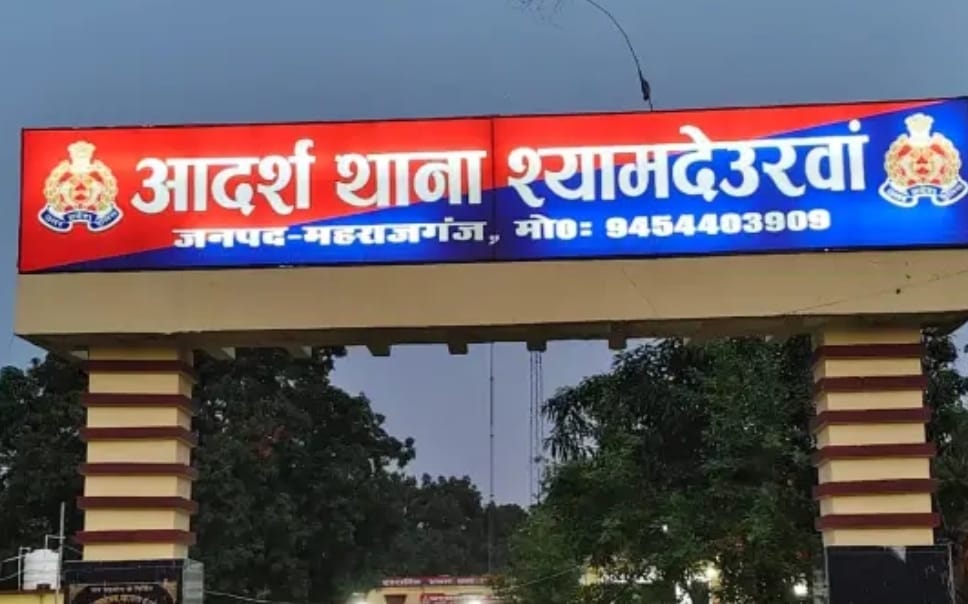 आदर्श थाना श्यामदेउरवां
जनपद-महराजगंज, मो0: 9454403909